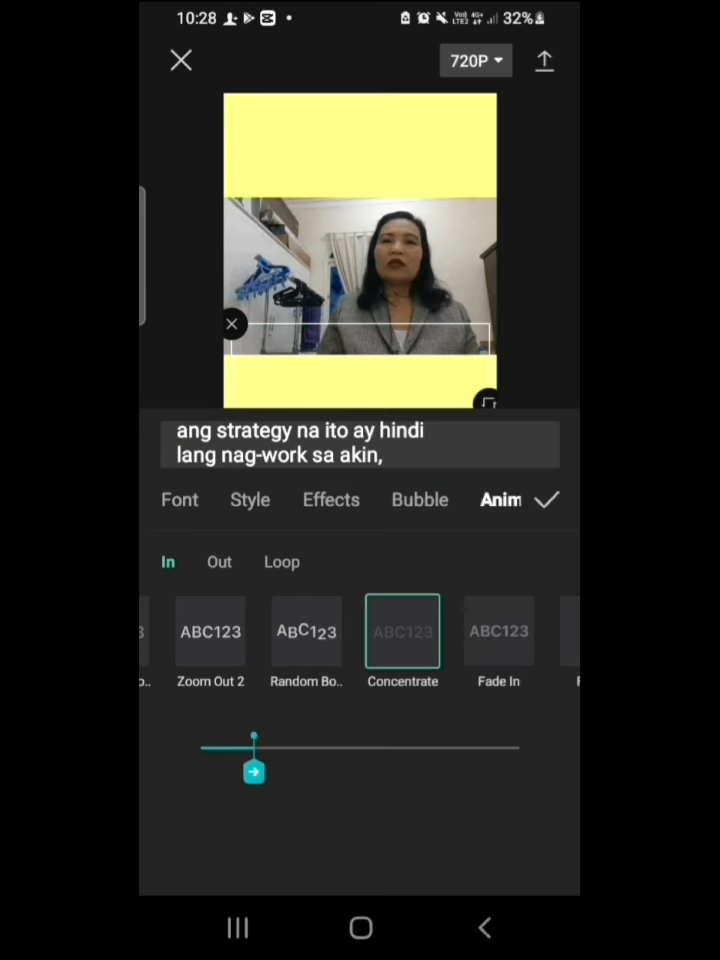 10:28
32%
720P
ang strategy na ito ay hindi
lang nag-work sa akin,
Font Style Effects Bubble Anim
In Out Loop
ABC123 ABC123 ABC123 ABC123
Zoom Out 2 Random Bo.. Concentrate Fade In